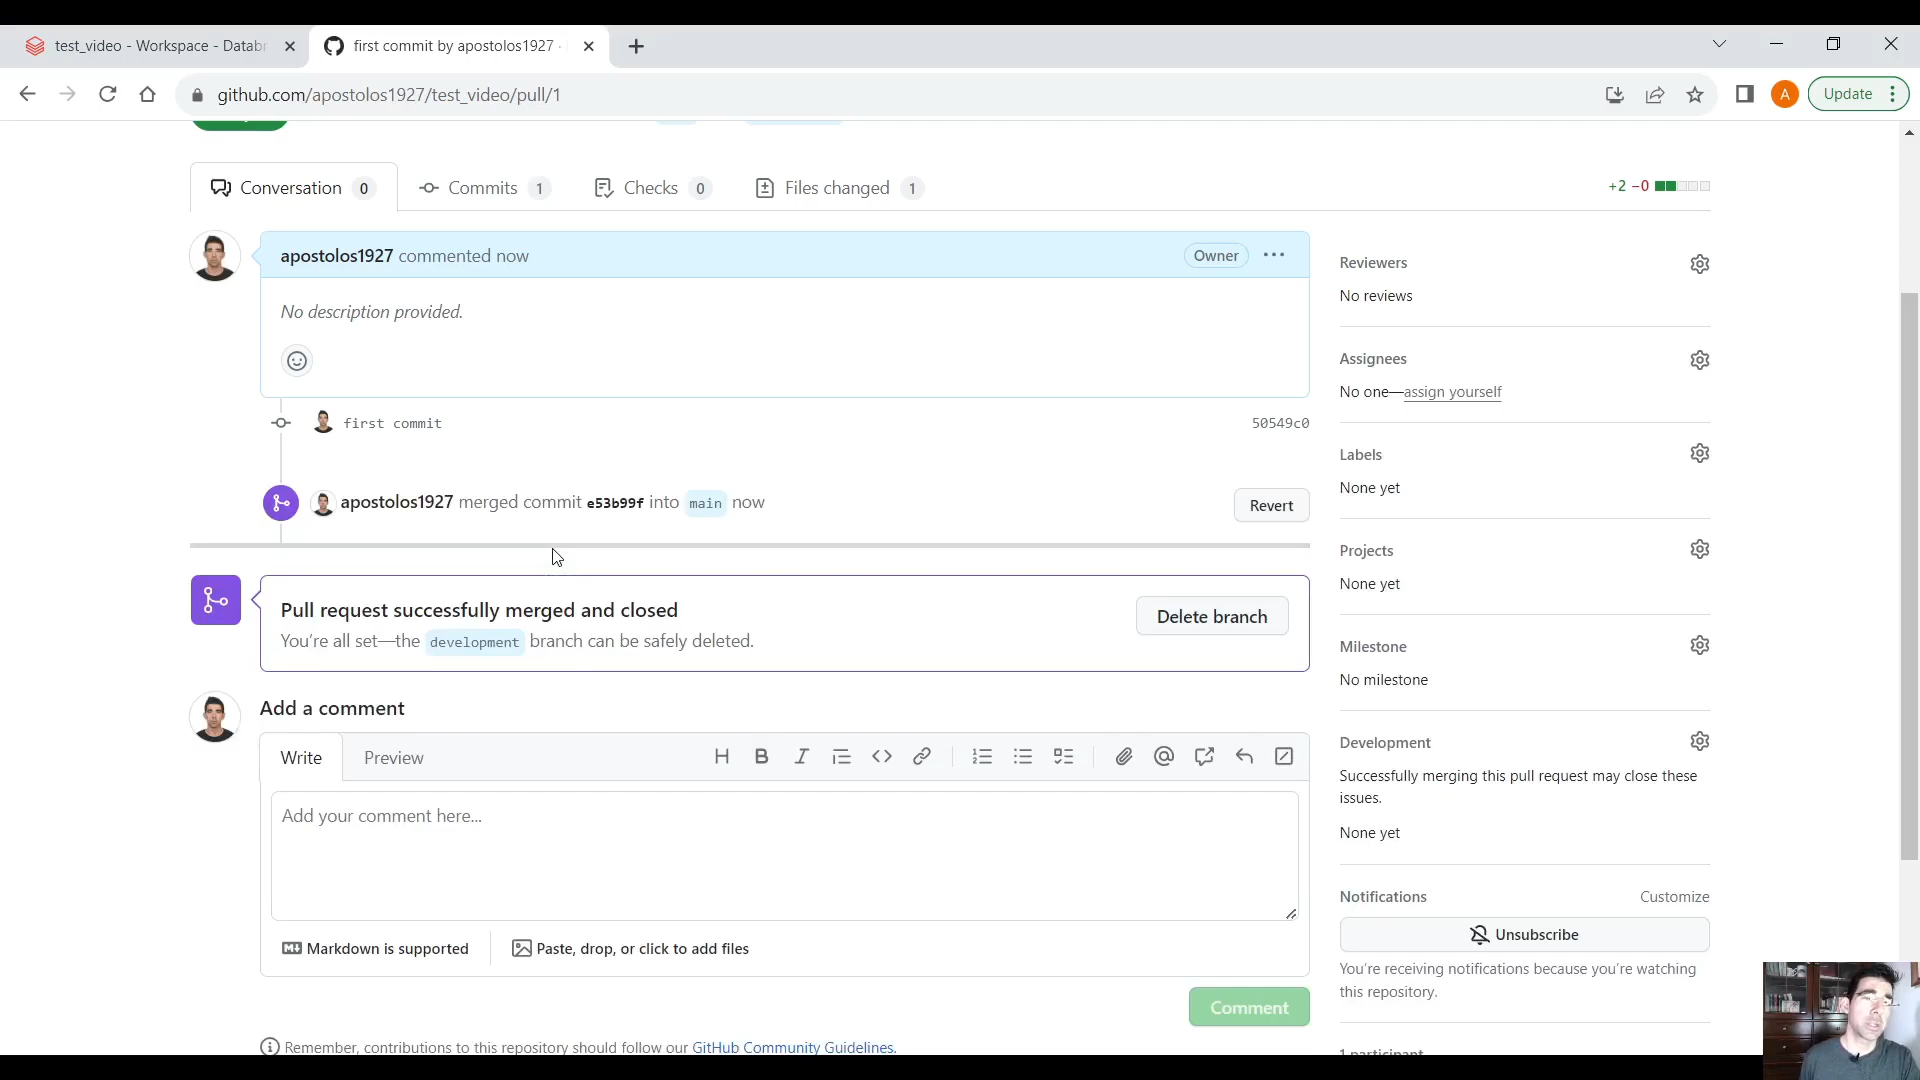 test_video - Workspace - Datab
first commit by apostolos1927 ·
github.com/apostolos1927/test_video/pull/1
A
Update
Conversation 0
Commits 1
Checks 0
Files changed 1
+2 −0
apostolos1927 commented now
Owner
No description provided.
first commit
50549c0
apostolos1927 merged commit e53b99f into main now
Revert
Pull request successfully merged and closed
You're all set—the development branch can be safely deleted.
Delete branch
Add a comment
Write
Preview
Add your comment here...
Markdown is supported
Paste, drop, or click to add files
Comment
Remember, contributions to this repository should follow our GitHub Community Guidelines.
Reviewers
No reviews
Assignees
No one—assign yourself
Labels
None yet
Projects
None yet
Milestone
No milestone
Development
Successfully merging this pull request may close these
issues.
None yet
Notifications
Customize
Unsubscribe
You're receiving notifications because you're watching
this repository.
1 participant